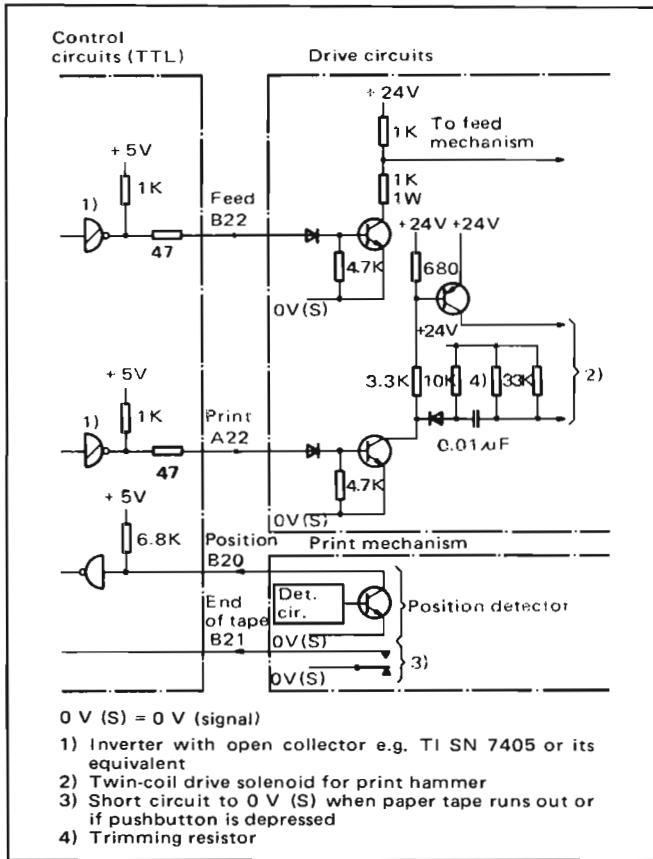 Control
circuits (TTL)
Drive circuits
+ 24V
1K
To feed
mechanism
+ 5V
1K
1)
Feed
B22
1K
1W
47
4.7K
0V(S)
+24V +24V
680
+24V
2)
3.3K 10K 4) 33K
0.01μF
+ 5V
1K
1)
Print
A22
47
4.7K
0V(S)
+ 5V
6.8K
Position
B20
Print mechanism
Det.
cir.
Position detector
End
of tape
B21
0V(S)
3)
0V(S)
0 V (S) = 0 V (signal)
1) Inverter with open collector e.g. TI SN 7405 or its
equivalent
2) Twin-coil drive solenoid for print hammer
3) Short circuit to 0 V (S) when paper tape runs out or
if pushbutton is depressed
4) Trimming resistor